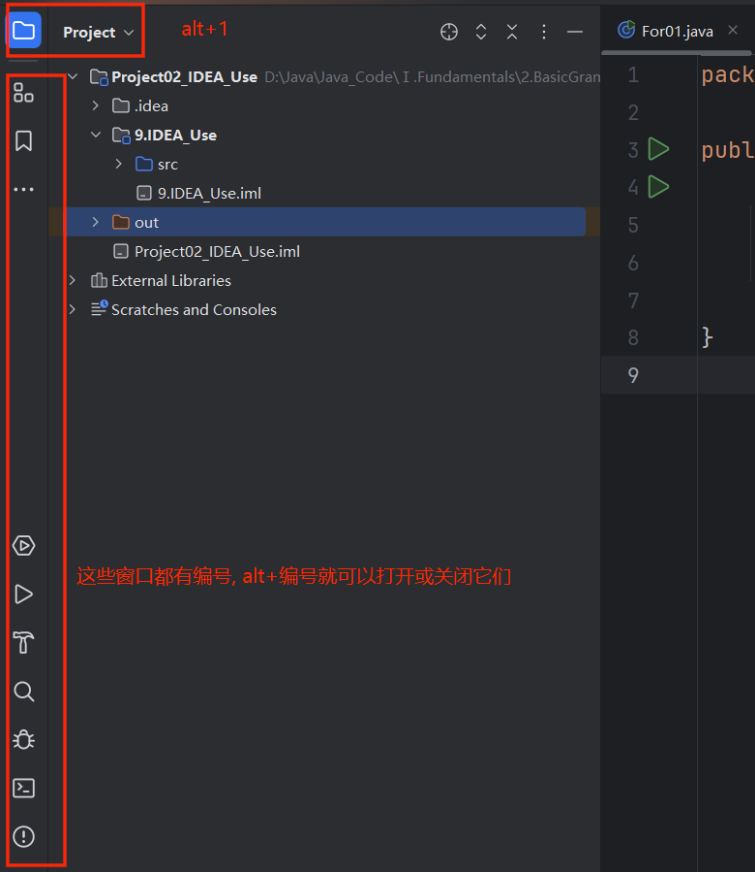 Project
alt+1
For01.java
Project02_IDEA_Use D:\Java\Java_Code\Ⅰ.Fundamentals\2.BasicGran
.idea
9.IDEA_Use
src
9.IDEA_Use.iml
out
Project02_IDEA_Use.iml
External Libraries
Scratches and Consoles
1 pack
2
3 publ
4
5
6
7
8 }
9
这些窗口都有编号, alt+编号就可以打开或关闭它们